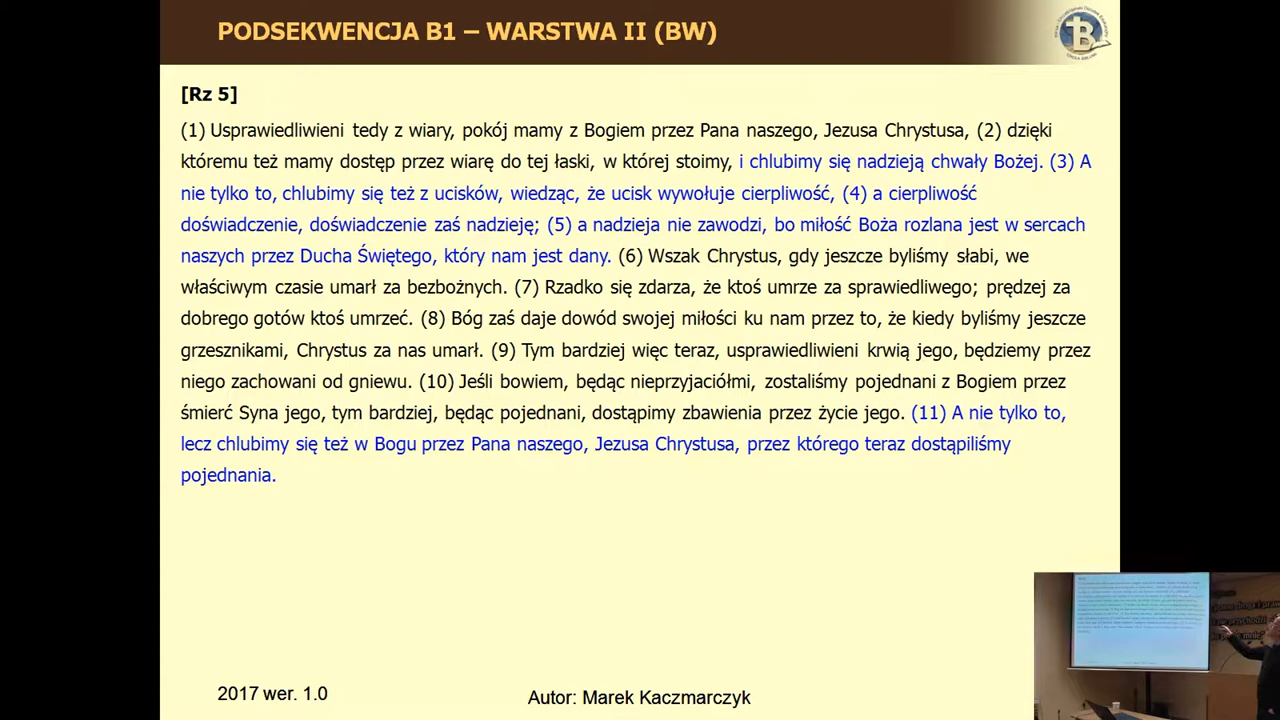 PODSEKWENCJA B1 – WARSTWA II (BW)
[Rz 5]
(1) Usprawiedliwieni tedy z wiary, pokój mamy z Bogiem przez Pana naszego, Jezusa Chrystusa, (2) dzięki
któremu też mamy dostęp przez wiarę do tej łaski, w której stoimy, i chlubimy się nadzieją chwały Bożej. (3) A
nie tylko to, chlubimy się też z ucisków, wiedząc, że ucisk wywołuje cierpliwość, (4) a cierpliwość
doświadczenie, doświadczenie zaś nadzieję; (5) a nadzieja nie zawodzi, bo miłość Boża rozlana jest w sercach
naszych przez Ducha Świętego, który nam jest dany. (6) Wszak Chrystus, gdy jeszcze byliśmy słabi, we
właściwym czasie umarł za bezbożnych. (7) Rzadko się zdarza, że ktoś umrze za sprawiedliwego; prędzej za
dobrego gotów ktoś umrzeć. (8) Bóg zaś daje dowód swojej miłości ku nam przez to, że kiedy byliśmy jeszcze
grzesznikami, Chrystus za nas umarł. (9) Tym bardziej więc teraz, usprawiedliwieni krwią jego, będziemy przez
niego zachowani od gniewu. (10) Jeśli bowiem, będąc nieprzyjaciółmi, zostaliśmy pojednani z Bogiem przez
śmierć Syna jego, tym bardziej, będąc pojednani, dostąpimy zbawienia przez życie jego. (11) A nie tylko to,
lecz chlubimy się też w Bogu przez Pana naszego, Jezusa Chrystusa, przez którego teraz dostąpiliśmy
pojednania.
2017 wer. 1.0
Autor: Marek Kaczmarczyk